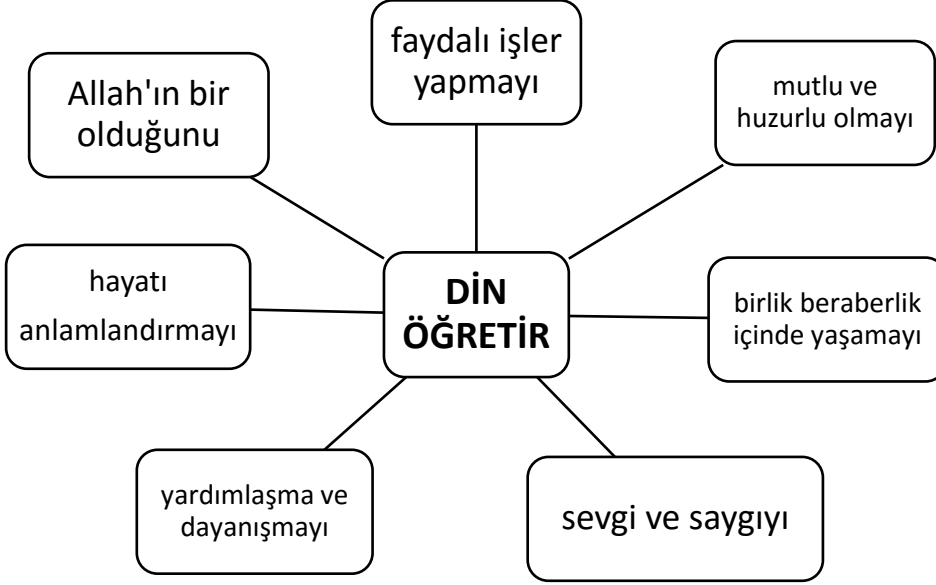 faydalı işler
yapmayı
Allah'ın bir
olduğunu
mutlu ve
huzurlu olmayı
hayatı
anlamlandırmayı
DİN
ÖĞRETİR
birlik beraberlik
içinde yaşamayı
yardımlaşma ve
dayanışmayı
sevgi ve saygıyı